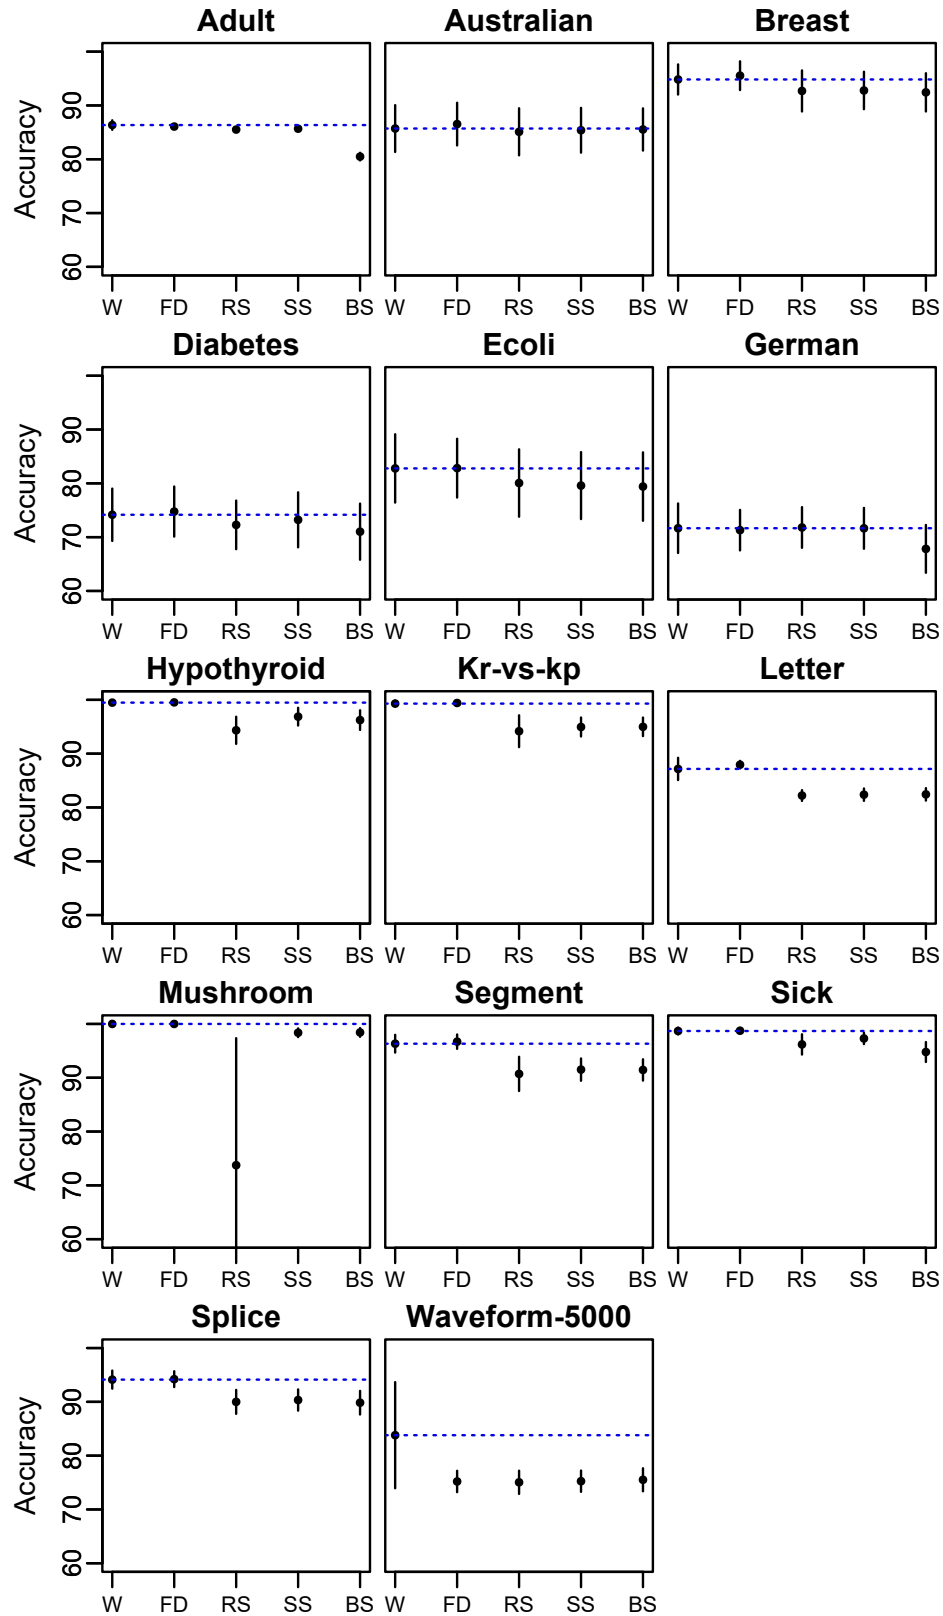 Adult Australian Breast
Accuracy
90
80
70
60
W FD RS SS BS W FD RS SS BS W FD RS SS BS
Diabetes Ecoli German
Accuracy
90
80
70
60
W FD RS SS BS W FD RS SS BS W FD RS SS BS
Hypothyroid Kr-vs-kp Letter
Accuracy
90
80
70
60
W FD RS SS BS W FD RS SS BS W FD RS SS BS
Mushroom Segment Sick
Accuracy
90
80
70
60
W FD RS SS BS W FD RS SS BS W FD RS SS BS
Splice Waveform-5000
Accuracy
90
80
70
60
W FD RS SS BS W FD RS SS BS